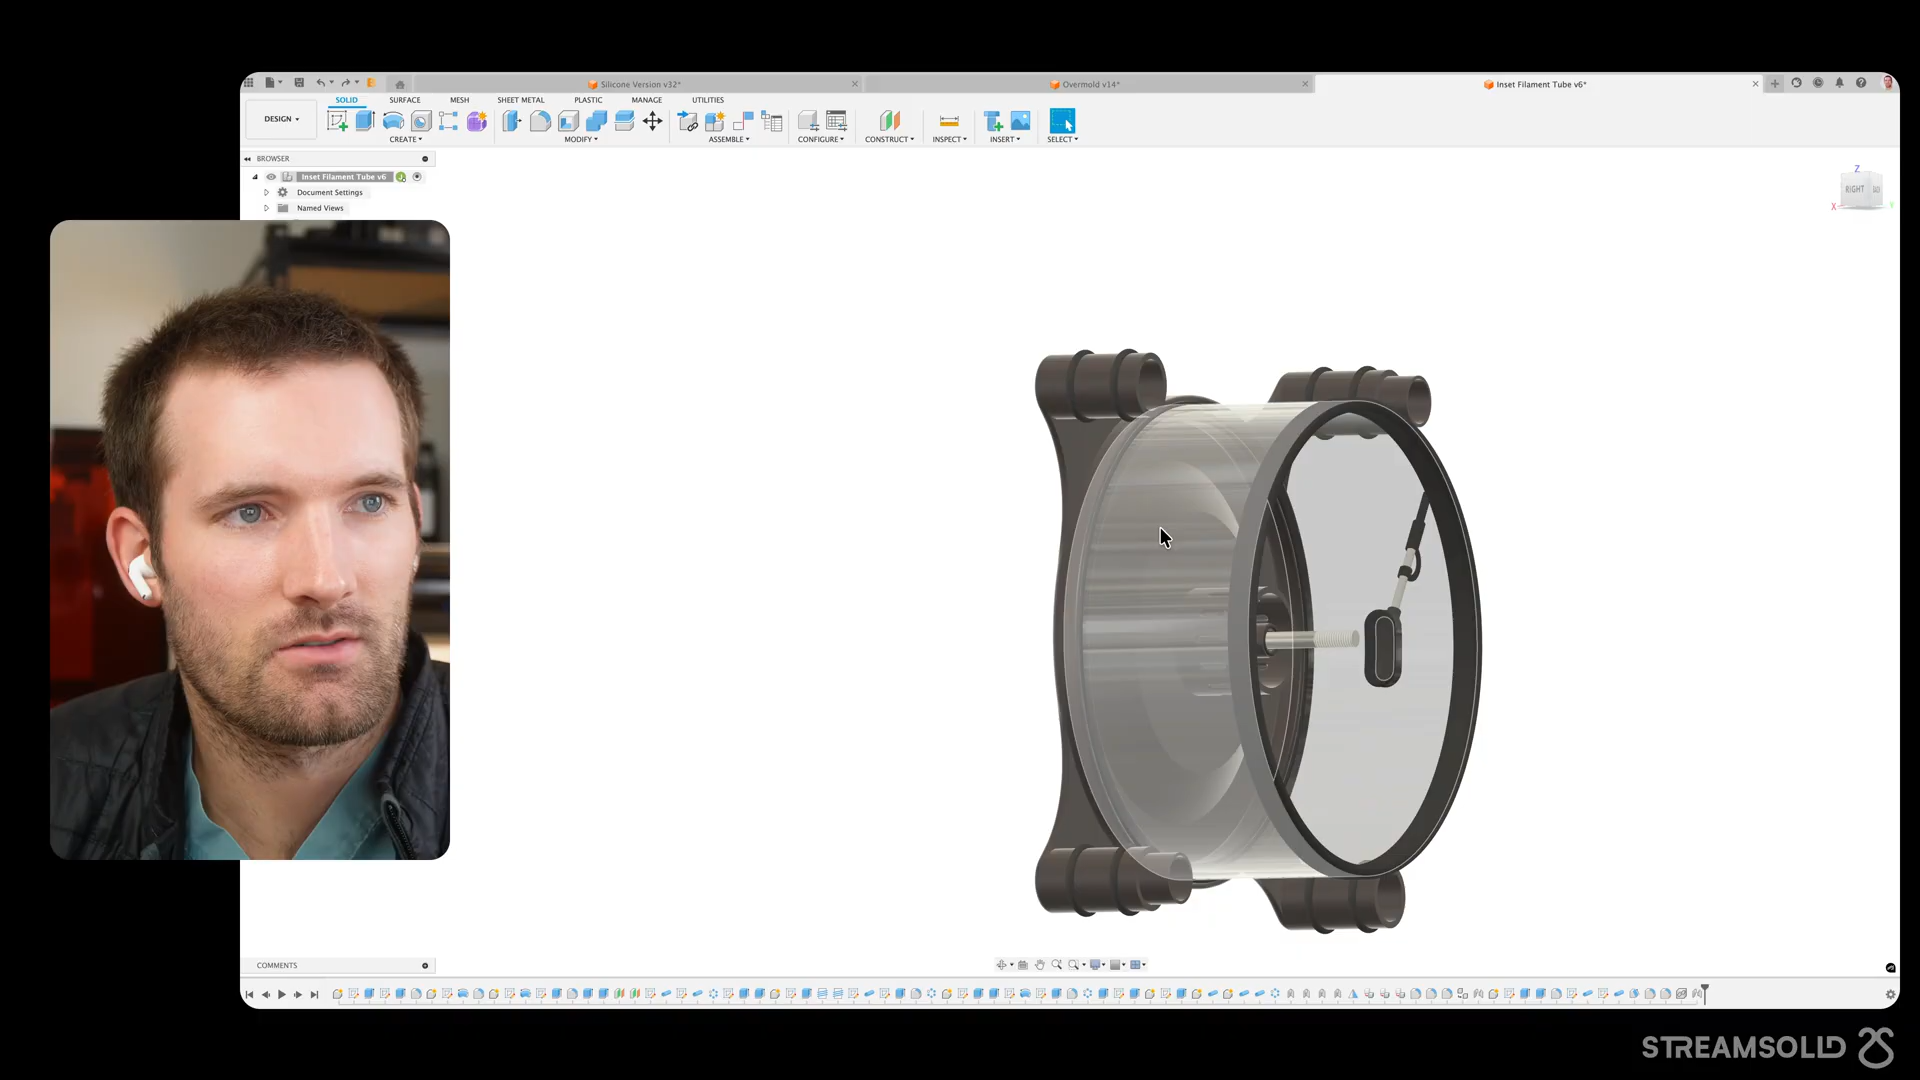 Silicone Version v32*
Overmold v14*
Inset Filament Tube v6*
SOLID
SURFACE
MESH
SHEET METAL
PLASTIC
MANAGE
UTILITIES
DESIGN
CREATE
MODIFY
ASSEMBLE
CONFIGURE
CONSTRUCT
INSPECT
INSERT
SELECT
BROWSER
Inset Filament Tube v6
Document Settings
Named Views
Z
RIGHT
X
Y
COMMENTS
STREAMSOLID